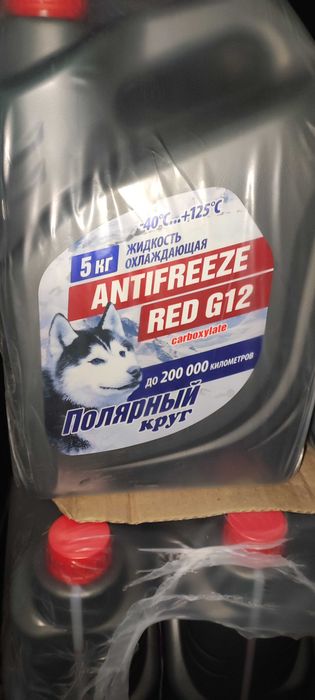 -40°C...+125°C
5 КГ
ЖИДКОСТЬ
ОХЛАЖДАЮЩАЯ
ANTIFREEZE
RED G12
carboxylate
ДО 200 000 КИЛОМЕТРОВ
Полярный
круг